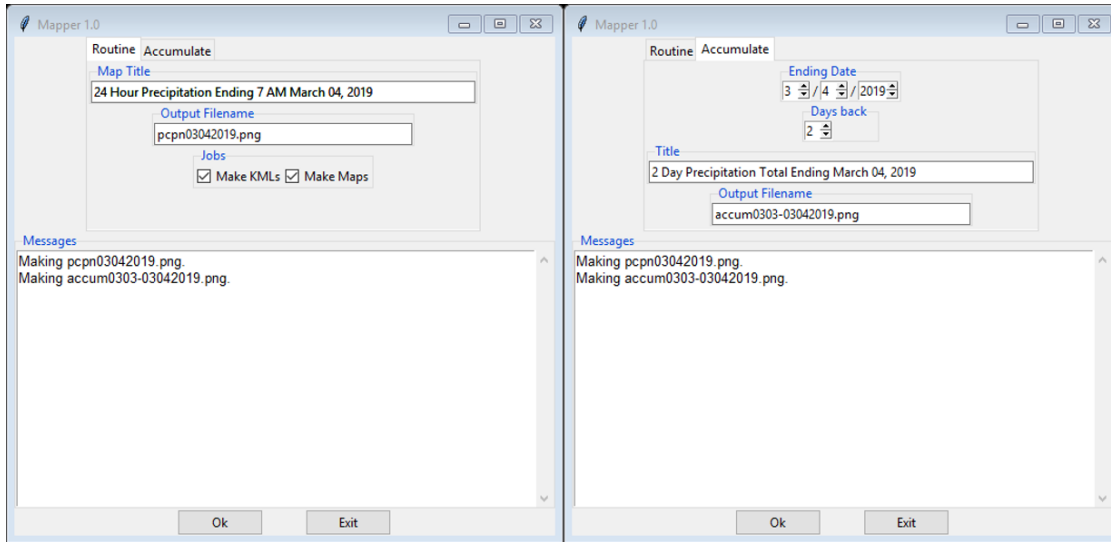 Mapper 1.0
Routine Accumulate
Map Title
24 Hour Precipitation Ending 7 AM March 04, 2019
Output Filename
pcpn03042019.png
Jobs
Make KMLs Make Maps
Messages
Making pcpn03042019.png.
Making accum0303-03042019.png.
Ok Exit
Mapper 1.0
Routine Accumulate
Ending Date
3 / 4 / 2019
Days back
2
Title
2 Day Precipitation Total Ending March 04, 2019
Output Filename
accum0303-03042019.png
Messages
Making pcpn03042019.png.
Making accum0303-03042019.png.
Ok Exit